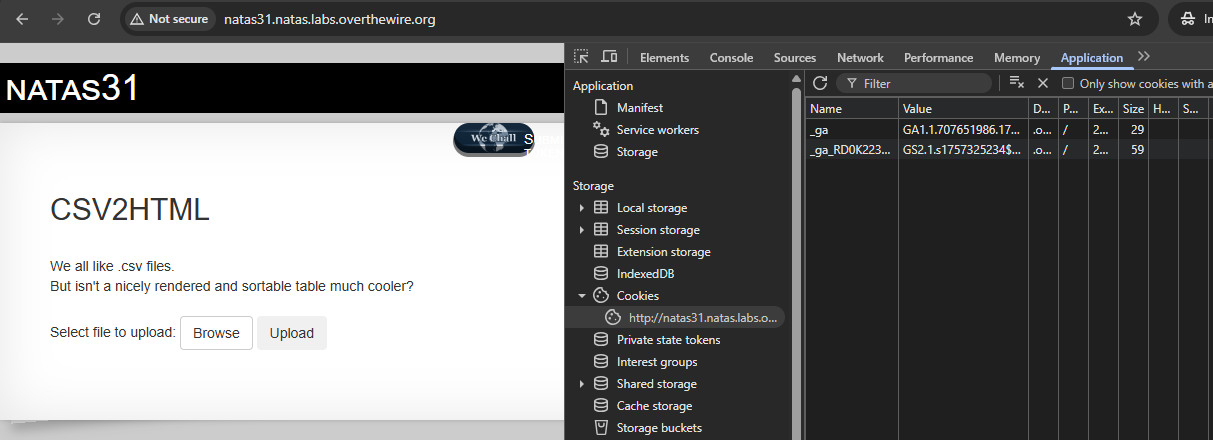 Not secure natas31.natas.labs.overthewire.org
Elements Console Sources Network Performance Memory Application
NATAS31
We Chall
CSV2HTML
We all like .csv files.
But isn't a nicely rendered and sortable table much cooler?
Select file to upload: Browse Upload
Application
Manifest
Service workers
Storage
Storage
Local storage
Session storage
Extension storage
IndexedDB
Cookies
http://natas31.natas.labs.o...
Private state tokens
Interest groups
Shared storage
Cache storage
Storage buckets
Filter Only show cookies with a
Name Value D... P... Ex... Size H... S...
_ga GA1.1.707651986.17... .o... / 2... 29
_ga_RD0K223... GS2.1.s1757325234$... .o... / 2... 59